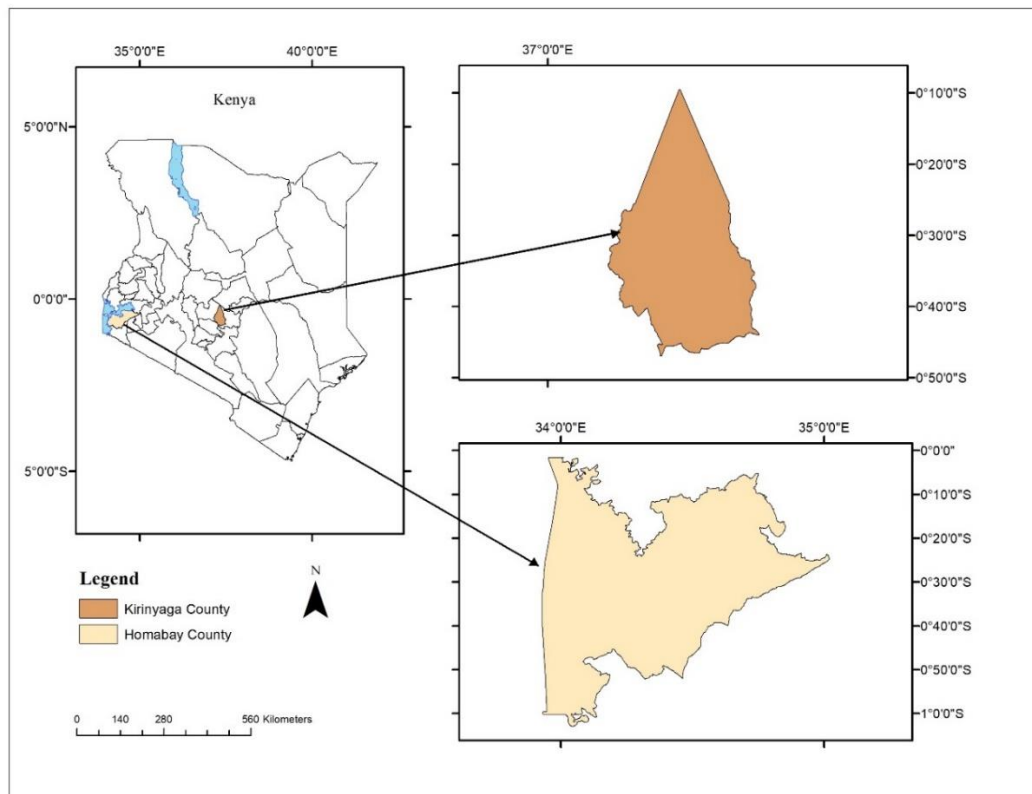 35°0'0"E 40°0'0"E
Kenya
5°0'0"N
0°0'0"
5°0'0"S
37°0'0"E
0°10'0"S
0°20'0"S
0°30'0"S
0°40'0"S
0°50'0"S
34°0'0"E 35°0'0"E
0°0'0"
0°10'0"S
0°20'0"S
0°30'0"S
0°40'0"S
0°50'0"S
1°0'0"S
Legend
Kirinyaga County
Homabay County
N
0 140 280 560 Kilometers